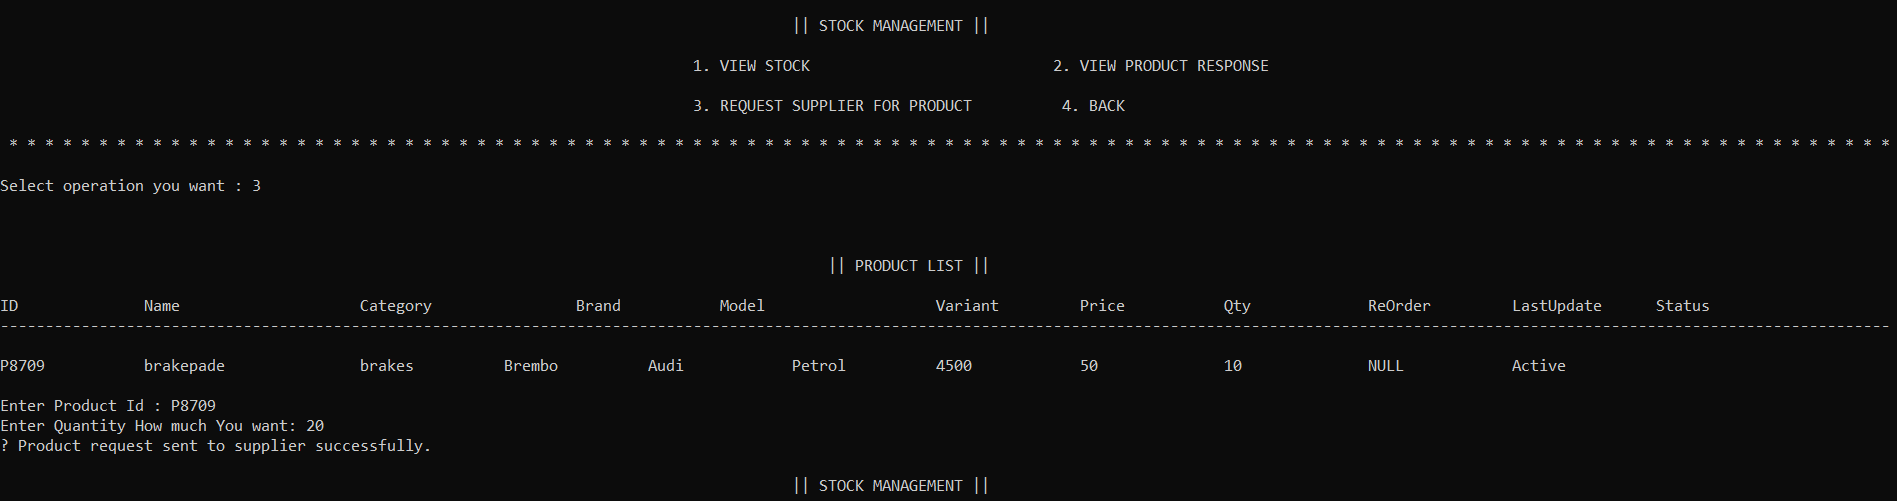 || STOCK MANAGEMENT ||
1. VIEW STOCK 2. VIEW PRODUCT RESPONSE
3. REQUEST SUPPLIER FOR PRODUCT 4. BACK
* * * * * * * * * * * * * * * * * * * * * * * * * * * * * * * * * * * * * * * * * * * * * * * * * * * * * * * * * * * * * * * * * * * * * * * * * * * * * * * * * * * * * * * * * * * * * * * * * * * * * * * * *
Select operation you want : 3
|| PRODUCT LIST ||
ID Name Category Brand Model Variant Price Qty ReOrder LastUpdate Status
------------------------------------------------------------------------------------------------------------------------------------------------------------------------------------------------------------------
P8709 brakepade brakes Brembo Audi Petrol 4500 50 10 NULL Active
Enter Product Id : P8709
Enter Quantity How much You want: 20
? Product request sent to supplier successfully.
|| STOCK MANAGEMENT ||